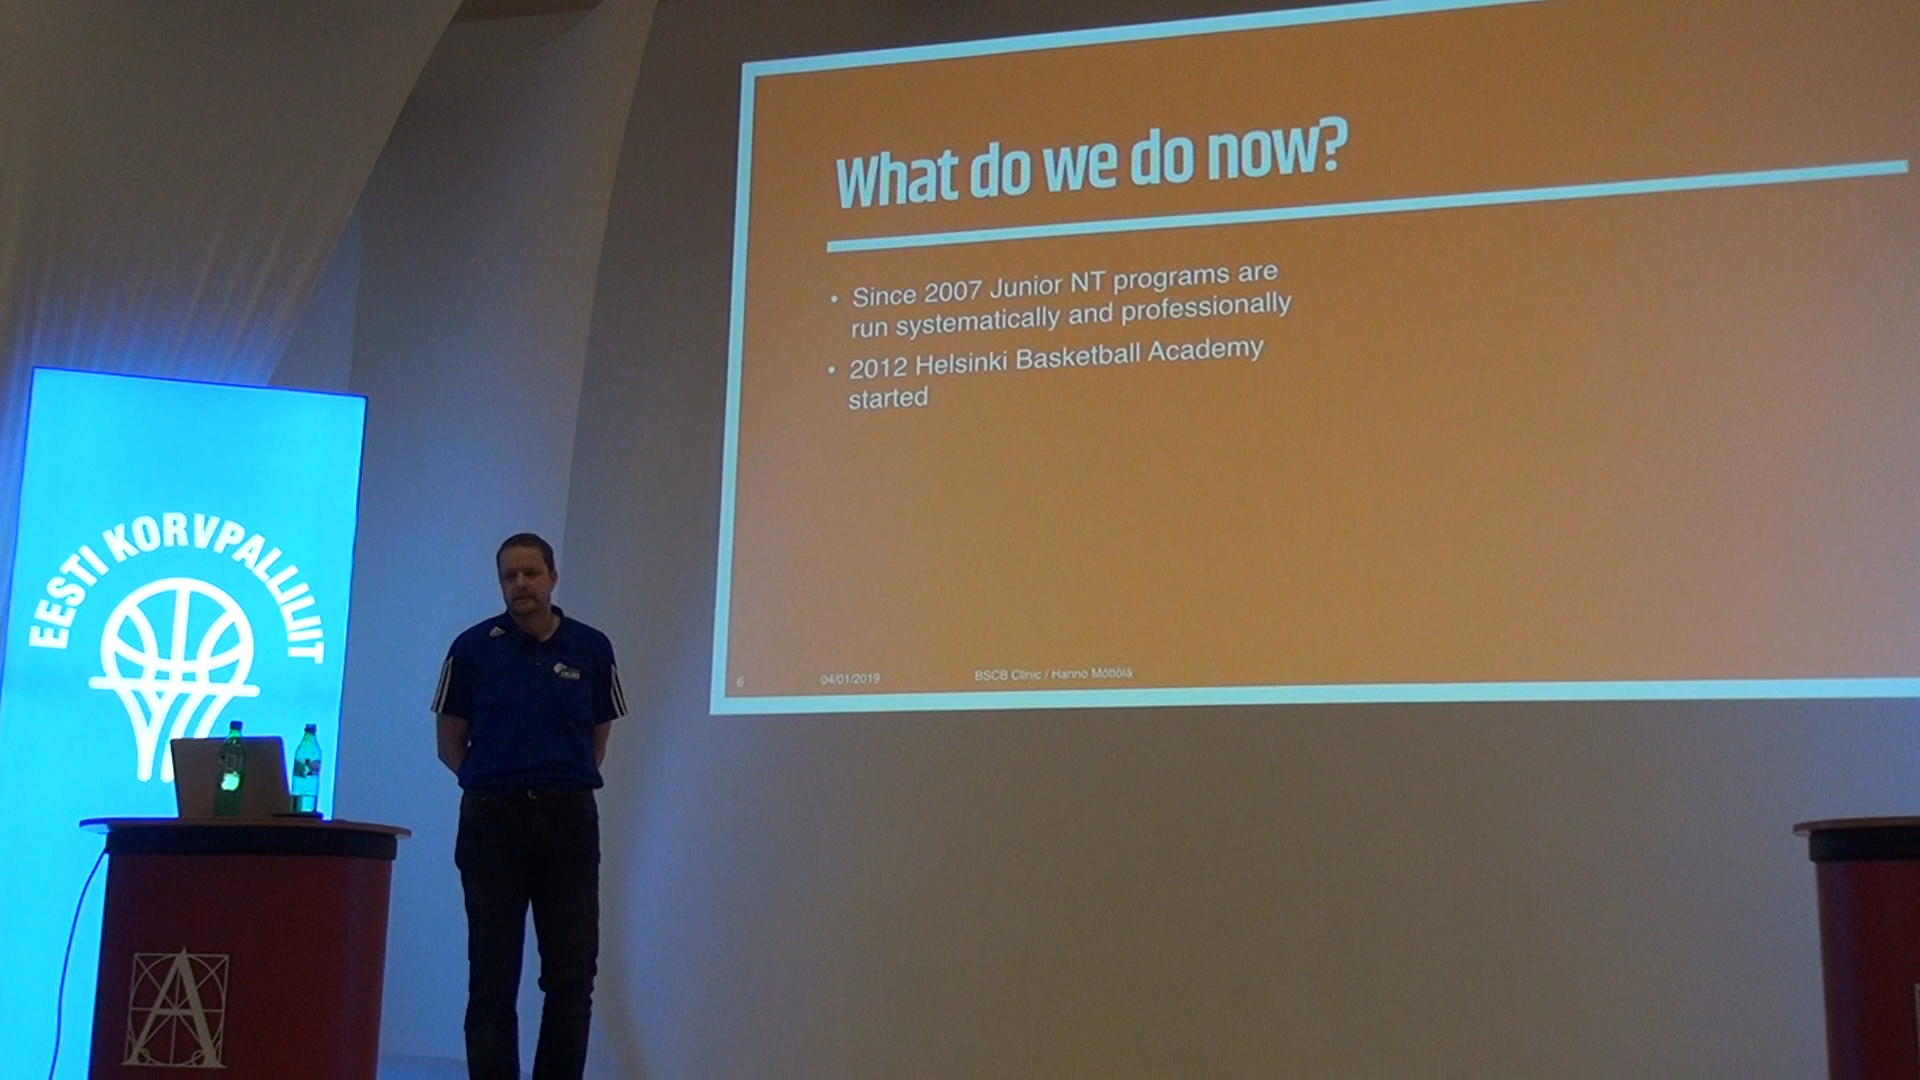 What do we do now?
• Since 2007 Junior NT programs are
run systematically and professionally
• 2012 Helsinki Basketball Academy
started
6 04/01/2019 BSCB Clinic / Hanno Möttölä
EESTI KORVPALLILIIT
A